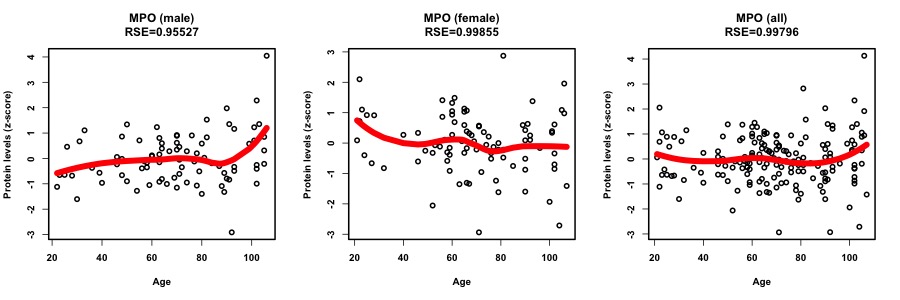 MPO (male)
RSE=0.95527
Protein levels (z-score)
4
3
2
1
0
-1
-2
-3
20 40 60 80 100
Age
MPO (female)
RSE=0.99855
Protein levels (z-score)
3
2
1
0
-1
-2
-3
20 40 60 80 100
Age
MPO (all)
RSE=0.99796
Protein levels (z-score)
4
3
2
1
0
-1
-2
-3
20 40 60 80 100
Age